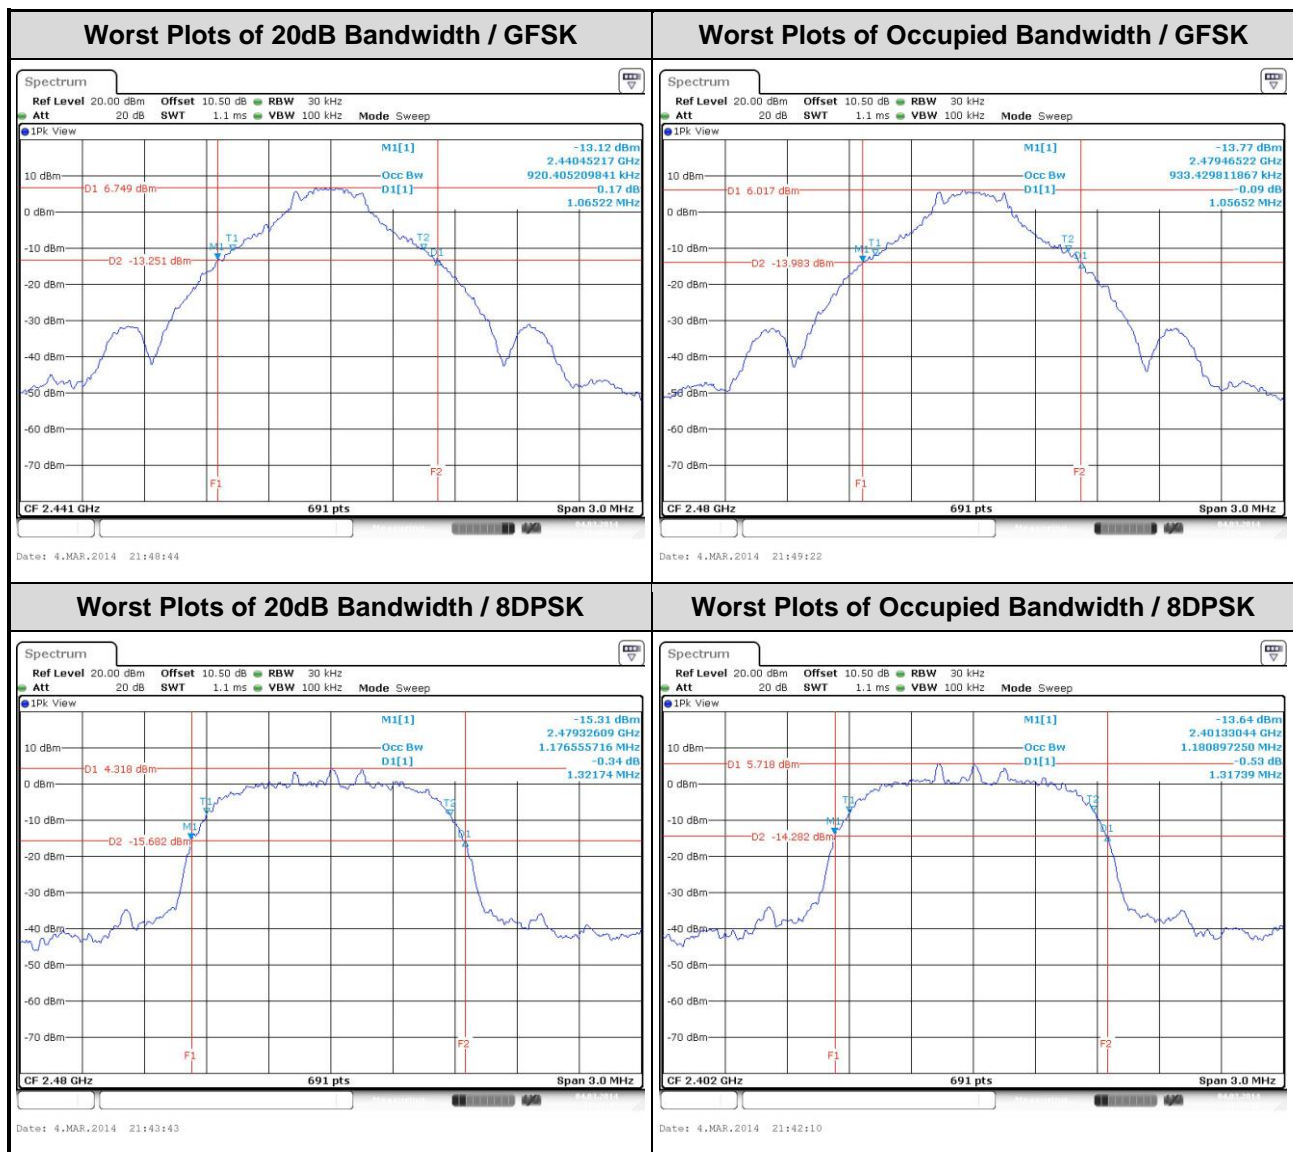 Worst Plots of 20dB Bandwidth / GFSK
Worst Plots of Occupied Bandwidth / GFSK
Spectrum
Ref Level 20.00 dBm Offset 10.50 dB RBW 30 kHz
Att 20 dB SWT 1.1 ms VBW 100 kHz Mode Sweep
1Pk View
M1[1] -13.12 dBm
2.44045217 GHz
10 dBm
Occ Bw 920.405209841 kHz
D1 6.749 dBm
D1[1] 0.17 dB
1.06522 MHz
0 dBm
T1 T2
-10 dBm
M1 D1
D2 -13.251 dBm
-20 dBm
-30 dBm
-40 dBm
-50 dBm
-60 dBm
-70 dBm
F2
F1
CF 2.441 GHz 691 pts Span 3.0 MHz
Date: 4.MAR.2014 21:48:44
Spectrum
Ref Level 20.00 dBm Offset 10.50 dB RBW 30 kHz
Att 20 dB SWT 1.1 ms VBW 100 kHz Mode Sweep
1Pk View
M1[1] -13.77 dBm
2.47946522 GHz
10 dBm
Occ Bw 933.429811867 kHz
D1 6.017 dBm
D1[1] -0.09 dB
1.05652 MHz
0 dBm
T1 T2
-10 dBm
M1 D1
D2 -13.983 dBm
-20 dBm
-30 dBm
-40 dBm
-50 dBm
-60 dBm
-70 dBm
F2
F1
CF 2.48 GHz 691 pts Span 3.0 MHz
Date: 4.MAR.2014 21:49:22
Worst Plots of 20dB Bandwidth / 8DPSK
Worst Plots of Occupied Bandwidth / 8DPSK
Spectrum
Ref Level 20.00 dBm Offset 10.50 dB RBW 30 kHz
Att 20 dB SWT 1.1 ms VBW 100 kHz Mode Sweep
1Pk View
M1[1] -15.31 dBm
2.47932609 GHz
10 dBm
Occ Bw 1.176555716 MHz
D1 4.318 dBm
D1[1] -0.34 dB
1.32174 MHz
0 dBm
T1 T2
-10 dBm
M1 D1
D2 -15.682 dBm
-20 dBm
-30 dBm
-40 dBm
-50 dBm
-60 dBm
-70 dBm
F2
F1
CF 2.48 GHz 691 pts Span 3.0 MHz
Date: 4.MAR.2014 21:43:43
Spectrum
Ref Level 20.00 dBm Offset 10.50 dB RBW 30 kHz
Att 20 dB SWT 1.1 ms VBW 100 kHz Mode Sweep
1Pk View
M1[1] -13.64 dBm
2.40133044 GHz
10 dBm
Occ Bw 1.180897250 MHz
D1 5.718 dBm
D1[1] -0.53 dB
1.31739 MHz
0 dBm
T1 T2
-10 dBm
M1 D1
D2 -14.282 dBm
-20 dBm
-30 dBm
-40 dBm
-50 dBm
-60 dBm
-70 dBm
F2
F1
CF 2.402 GHz 691 pts Span 3.0 MHz
Date: 4.MAR.2014 21:42:10